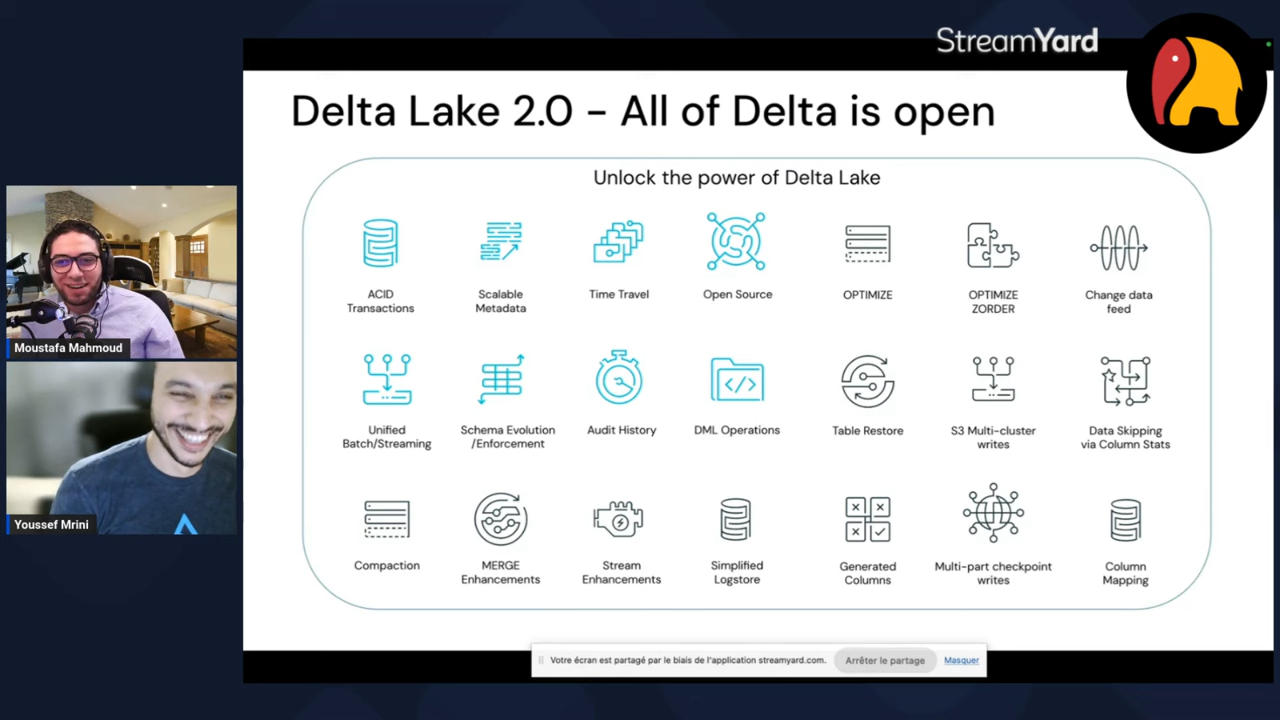 StreamYard
Delta Lake 2.0 - All of Delta is open
Unlock the power of Delta Lake
ACID
Transactions
Scalable
Metadata
Time Travel
Open Source
OPTIMIZE
OPTIMIZE
ZORDER
Change data
feed
Unified
Batch/Streaming
Schema Evolution
/Enforcement
Audit History
DML Operations
Table Restore
S3 Multi-cluster
writes
Data Skipping
via Column Stats
Compaction
MERGE
Enhancements
Stream
Enhancements
Simplified
Logstore
Generated
Columns
Multi-part checkpoint
writes
Column
Mapping
Moustafa Mahmoud
Youssef Mrini
Votre écran est partagé par le biais de l'application streamyard.com.
Arrêter le partage
Masquer